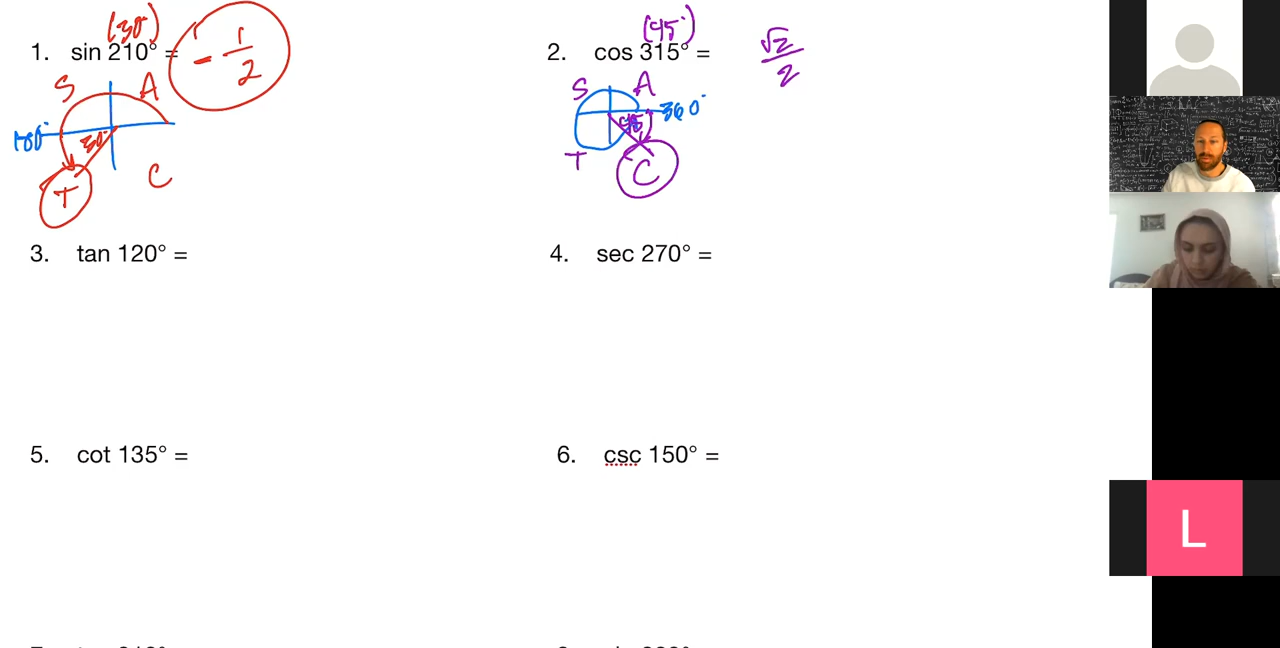 (30°)
1. sin 210° = - 1/2
S A
180° 30°
T C
(45°)
2. cos 315° = √2/2
S A
45° 360°
T C
3. tan 120° =
4. sec 270° =
5. cot 135° =
6. csc 150° =
L